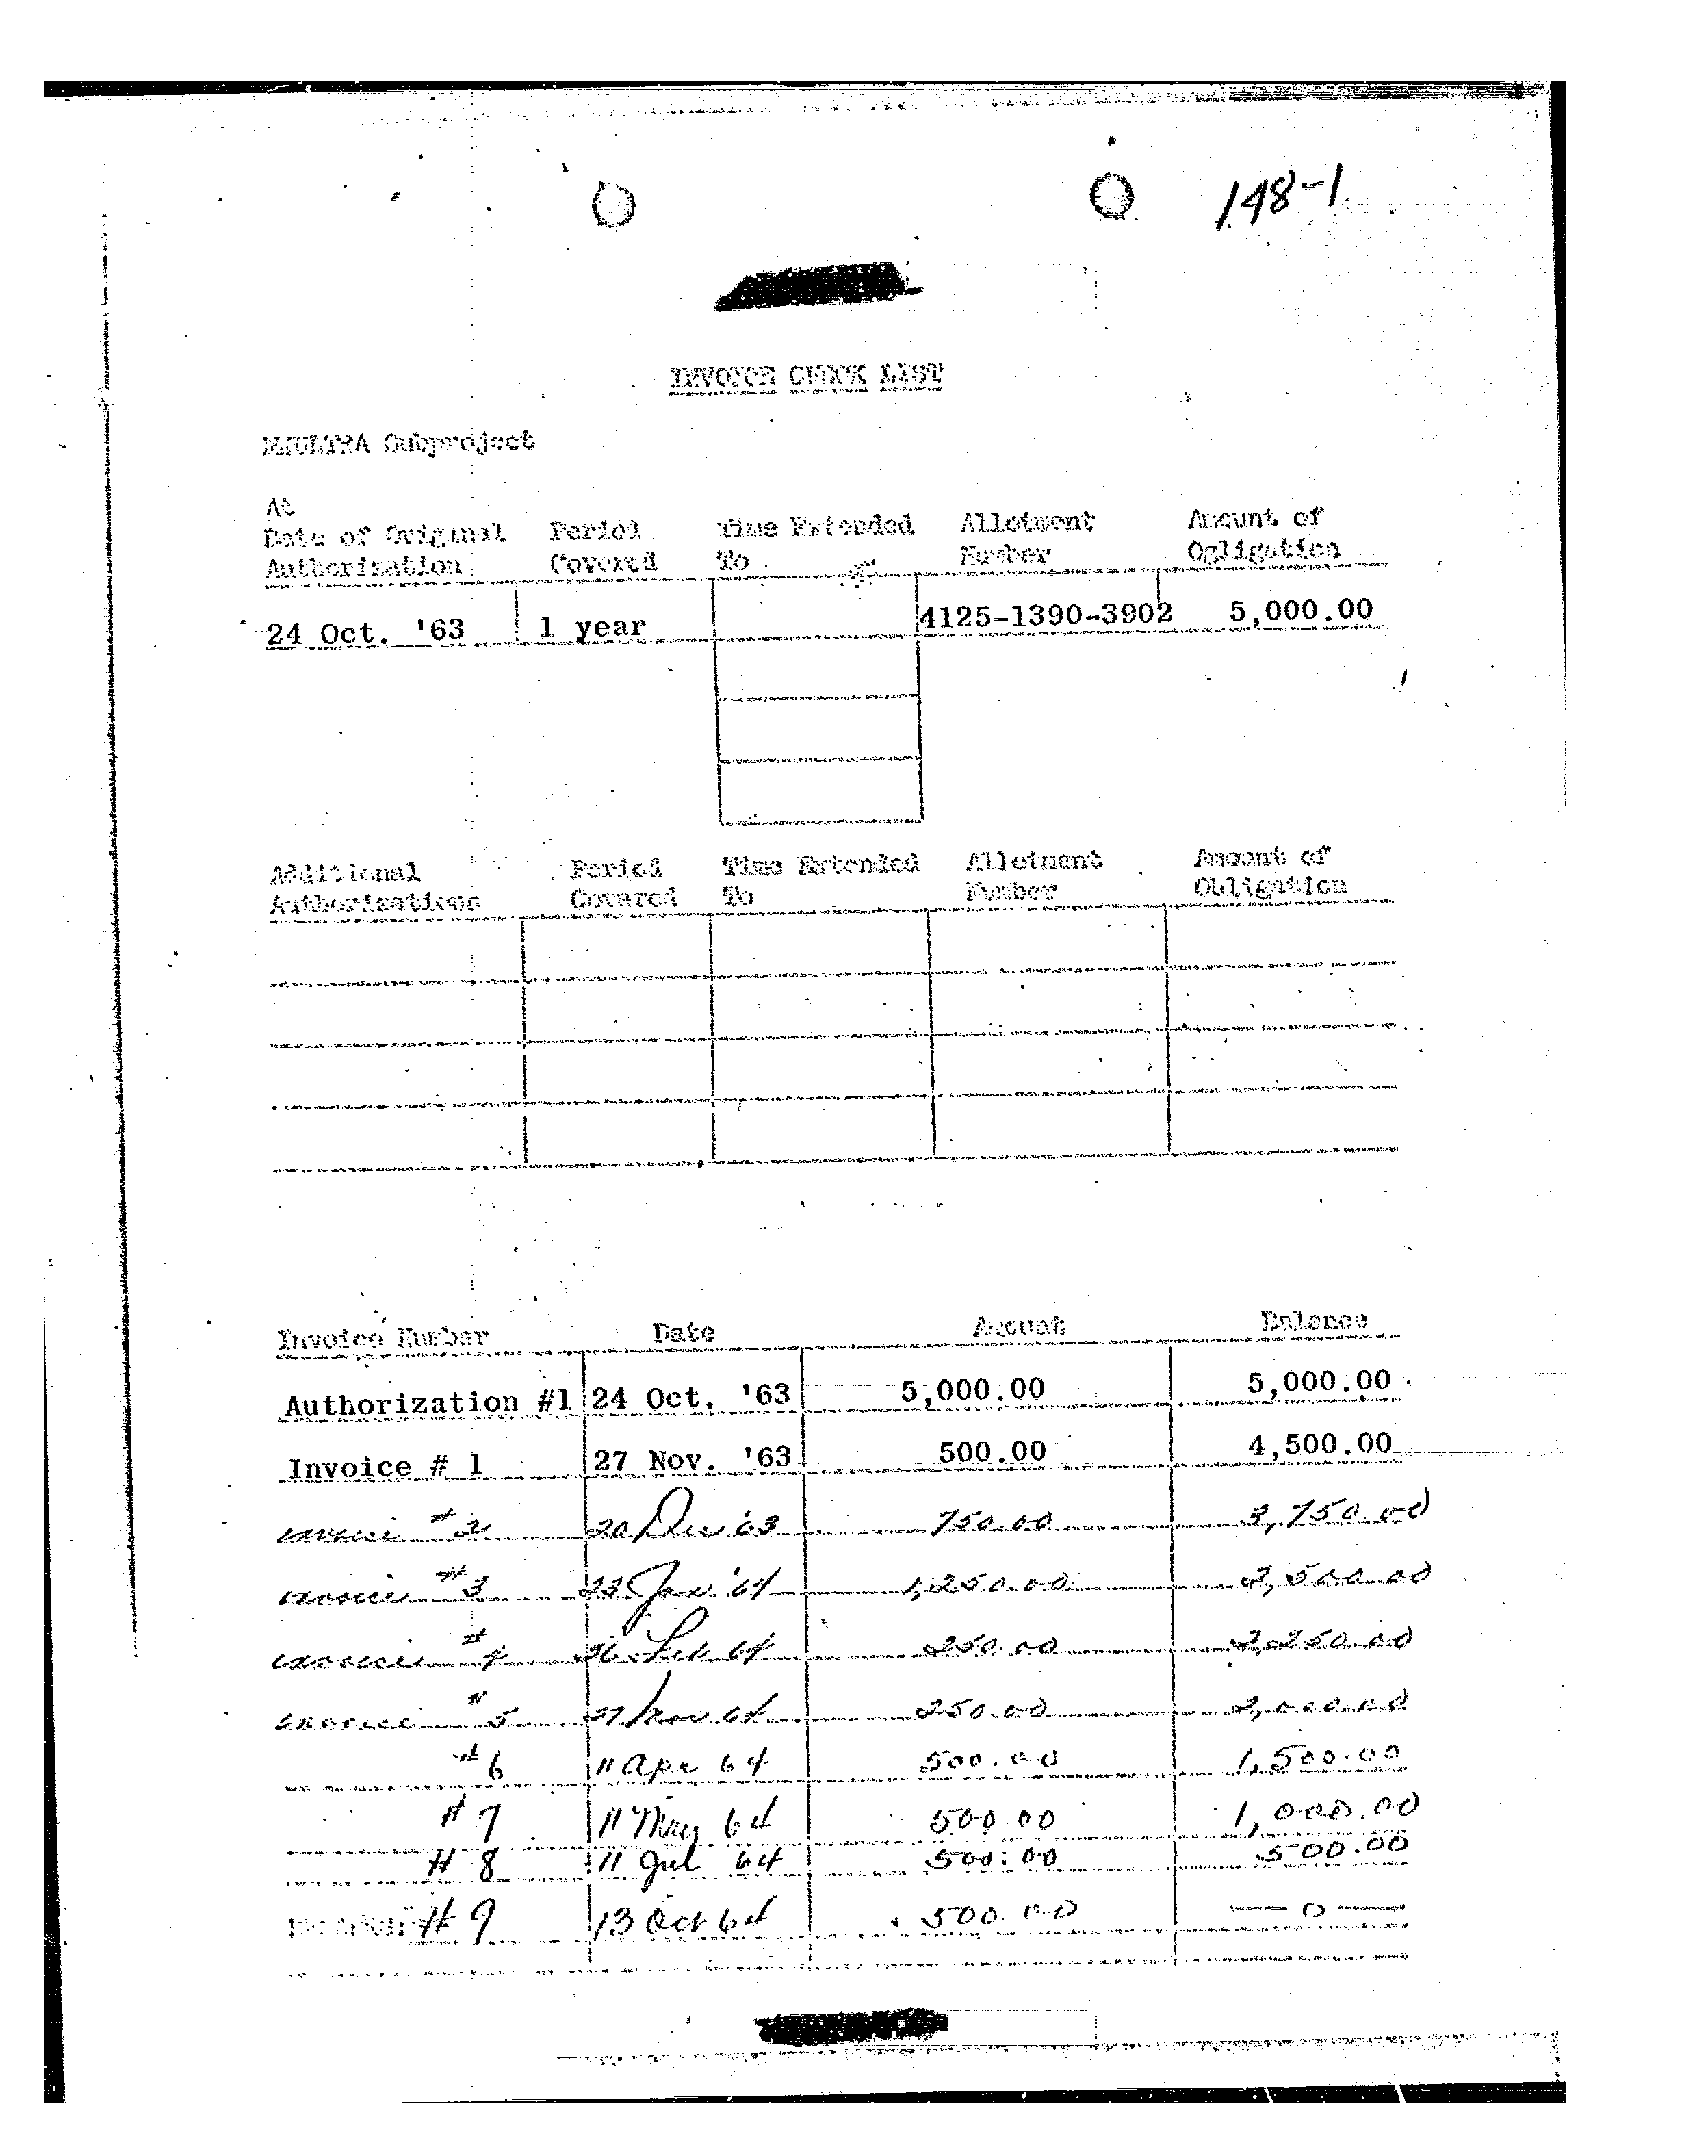 148-1
INVOICE CHECK LIST
MKULTRA Subproject
At
Date of Original Period Time Extended Allotment Amount of
Authorization Covered To Number Ogligation
24 Oct. '63 1 year 4125-1390-3902 5,000.00
Additional Period Time Extended Allotment Amount of
Authorizations Covered To Number Obligation
Invoice Number Date Amount Balance
Authorization #1 24 Oct. '63 5,000.00 5,000.00
Invoice # 1 27 Nov. '63 500.00 4,500.00
invoice #2 20 Dec '63 750.00 3,750.00
invoice #3 23 Jan '64 1,250.00 2,500.00
invoice #4 26 Feb 64 250.00 2,250.00
invoice #5 27 Mar 64 250.00 2,000.00
#6 11 Apr 64 500.00 1,500.00
#7 11 May 64 500.00 1,000.00
#8 11 Jul 64 500.00 500.00
REMARKS: #9 13 Oct 64 500.00 — 0 —